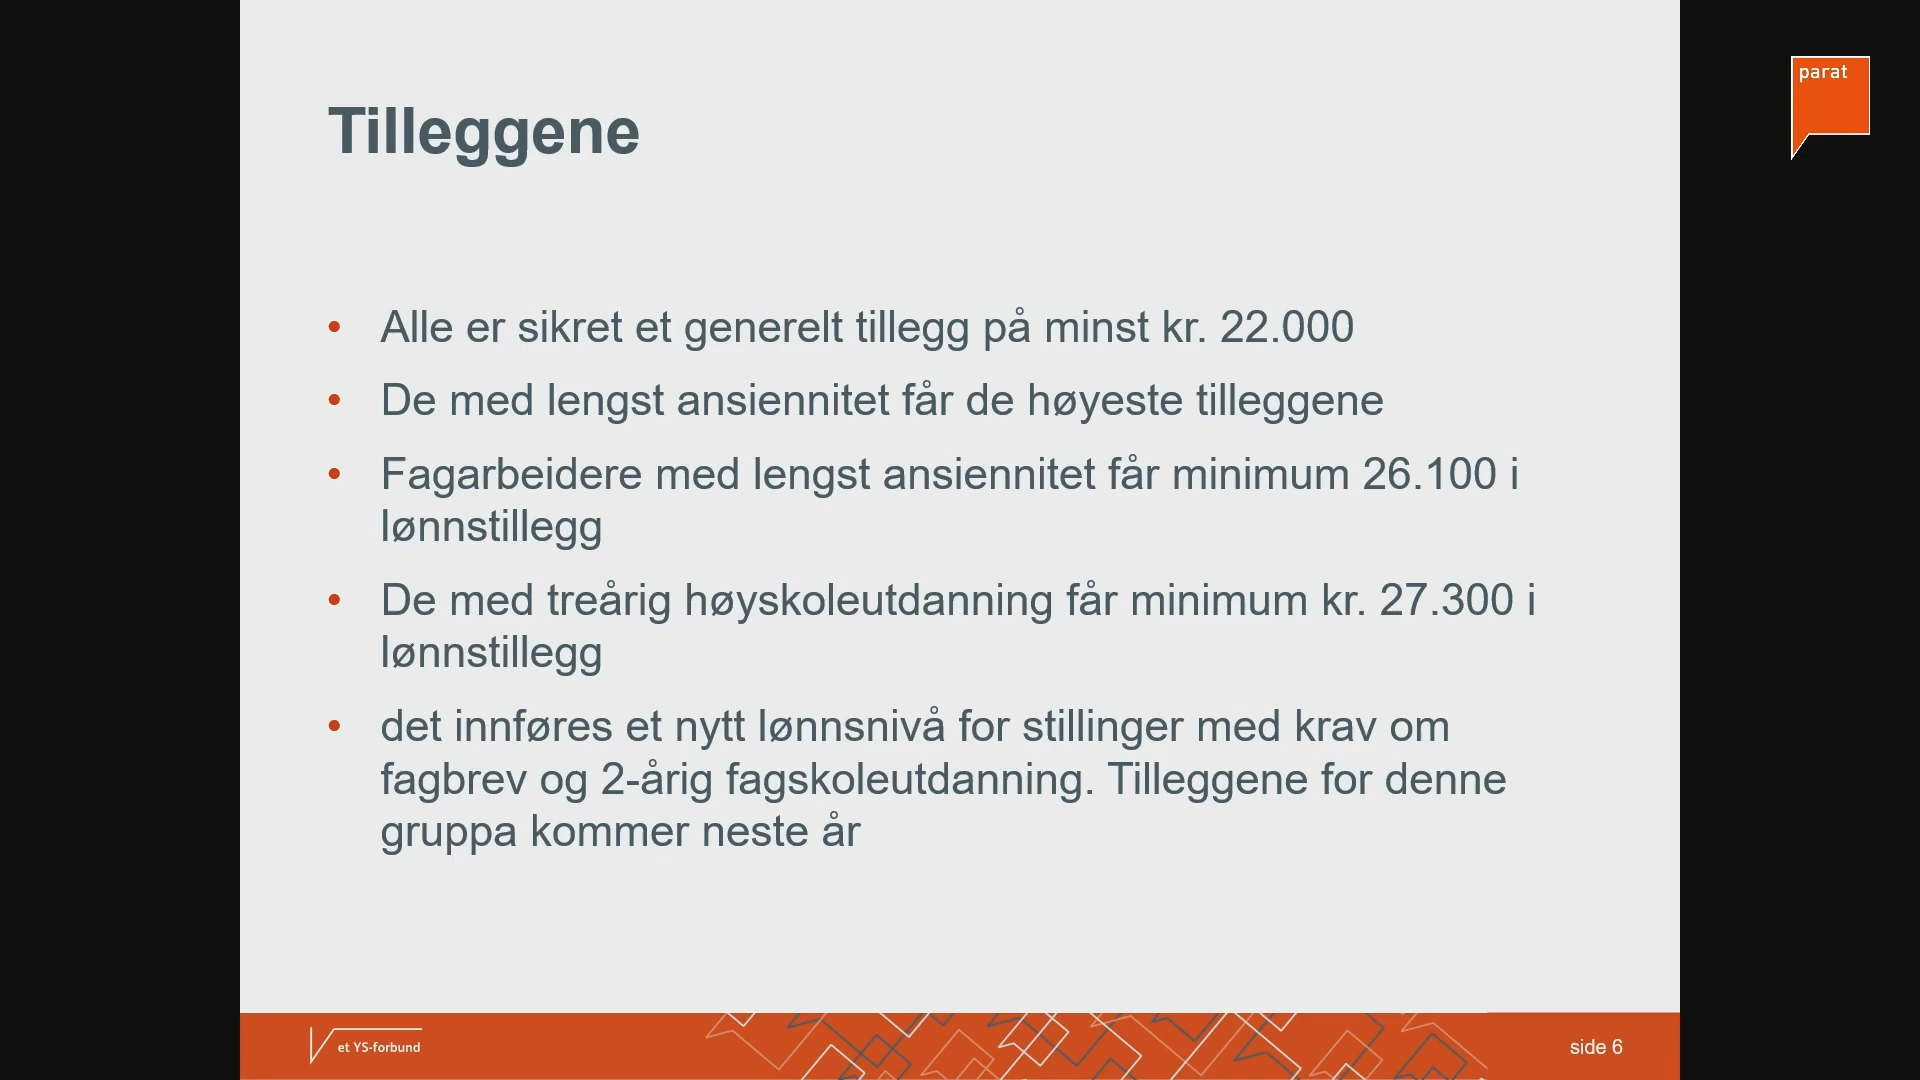 parat
Tilleggene
• Alle er sikret et generelt tillegg på minst kr. 22.000
• De med lengst ansiennitet får de høyeste tilleggene
• Fagarbeidere med lengst ansiennitet får minimum 26.100 i
lønnstillegg
• De med treårig høyskoleutdanning får minimum kr. 27.300 i
lønnstillegg
• det innføres et nytt lønnsnivå for stillinger med krav om
fagbrev og 2-årig fagskoleutdanning. Tilleggene for denne
gruppa kommer neste år
et YS-forbund
side 6